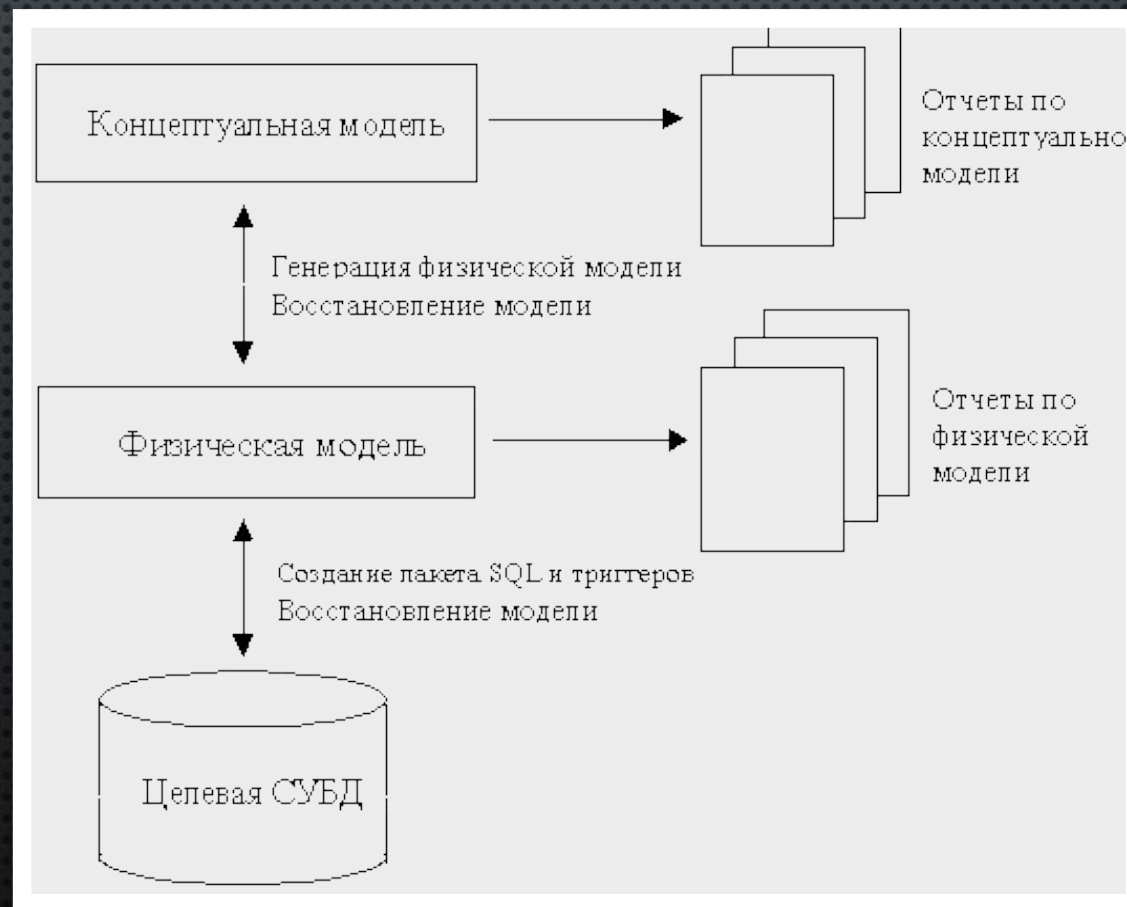 Концептуальная модель
Отчеты по
концептуально
модели
Генерация физической модели
Восстановление модели
Физическая модель
Отчеты по
физической
модели
Создание пакета SQL и триггеров
Восстановление модели
Целевая СУБД